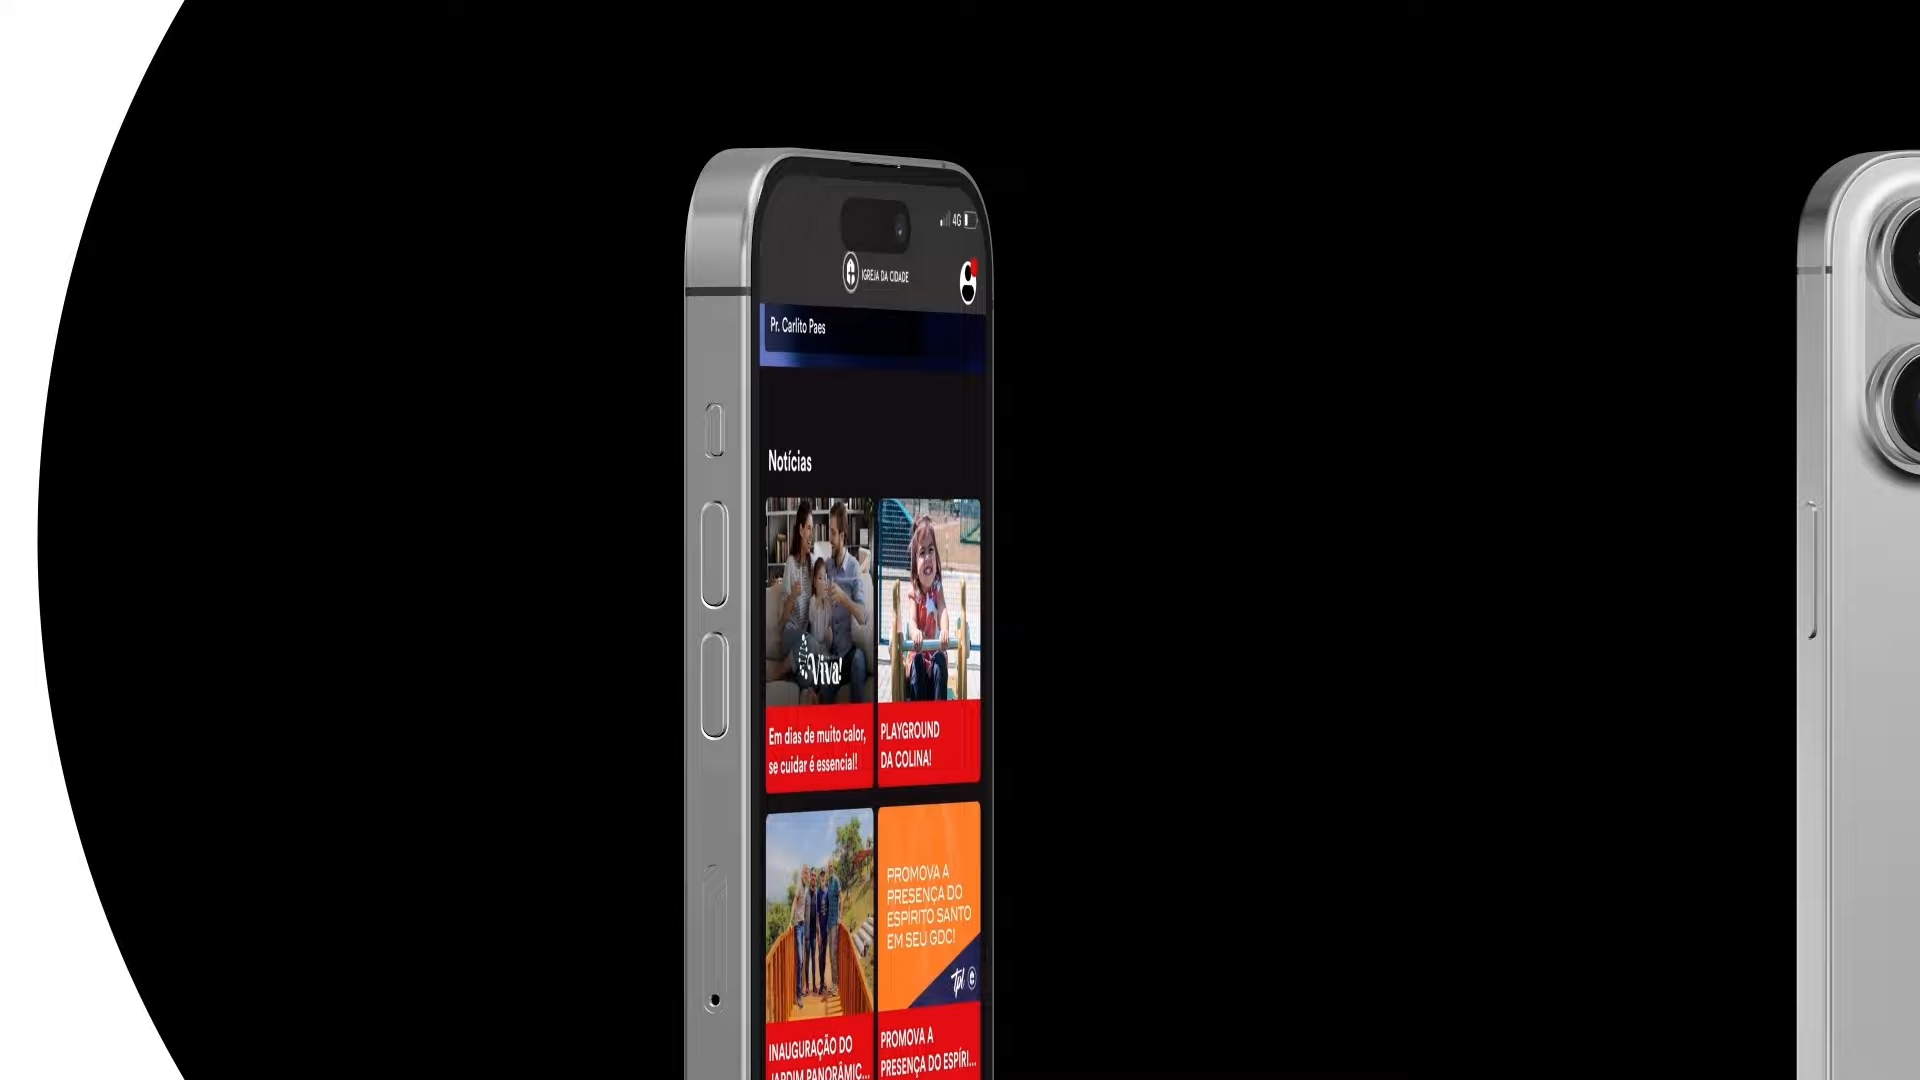 4G
IGREJA DA CIDADE
Pr. Carlito Paes
Notícias
Viva!
Em dias de muito calor,
se cuidar é essencial!
PLAYGROUND
DA COLINA!
PROMOVA A
PRESENÇA DO
ESPÍRITO SANTO
EM SEU GDC!
tpl
INAUGURAÇÃO DO
JARDIM PANORÂMIC...
PROMOVA A
PRESENÇA DO ESPÍRI...